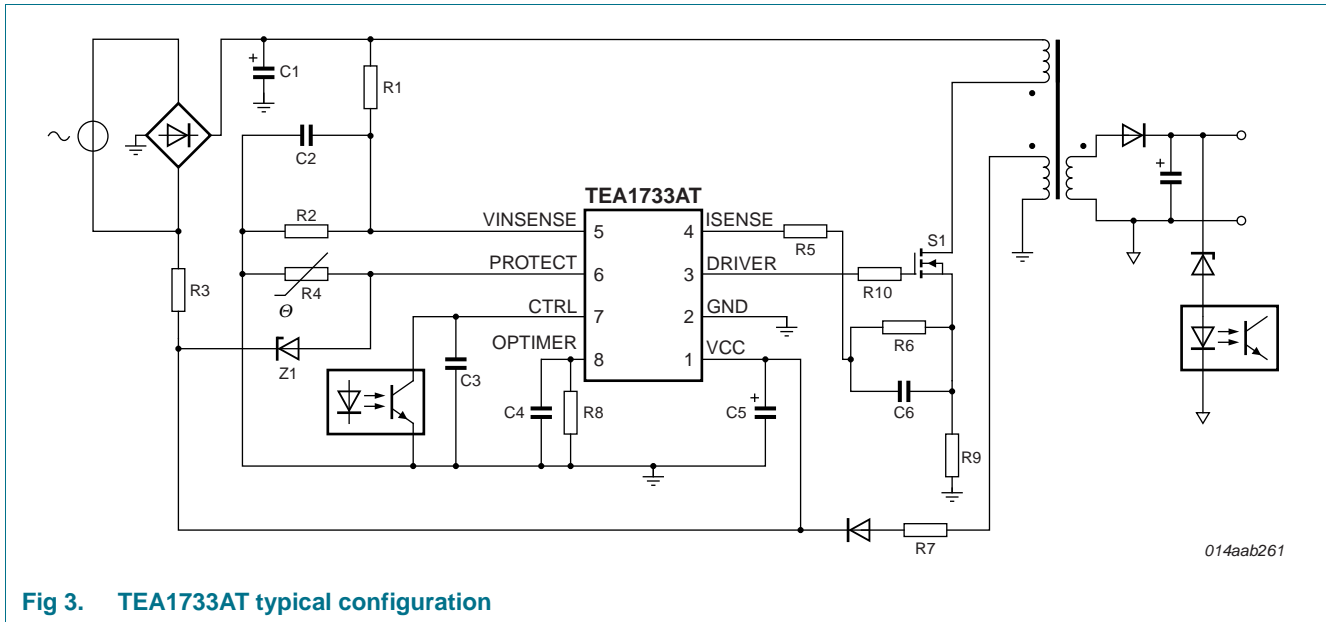 C1
R1
C2
TEA1733AT
R2
VINSENSE
5
4
ISENSE
R5
S1
PROTECT
6
3
DRIVER
R10
R3
R4
Θ
CTRL
7
2
GND
R6
OPTIMER
8
1
VCC
Z1
C3
C4
R8
C5
C6
R9
R7
014aab261
Fig 3. TEA1733AT typical configuration